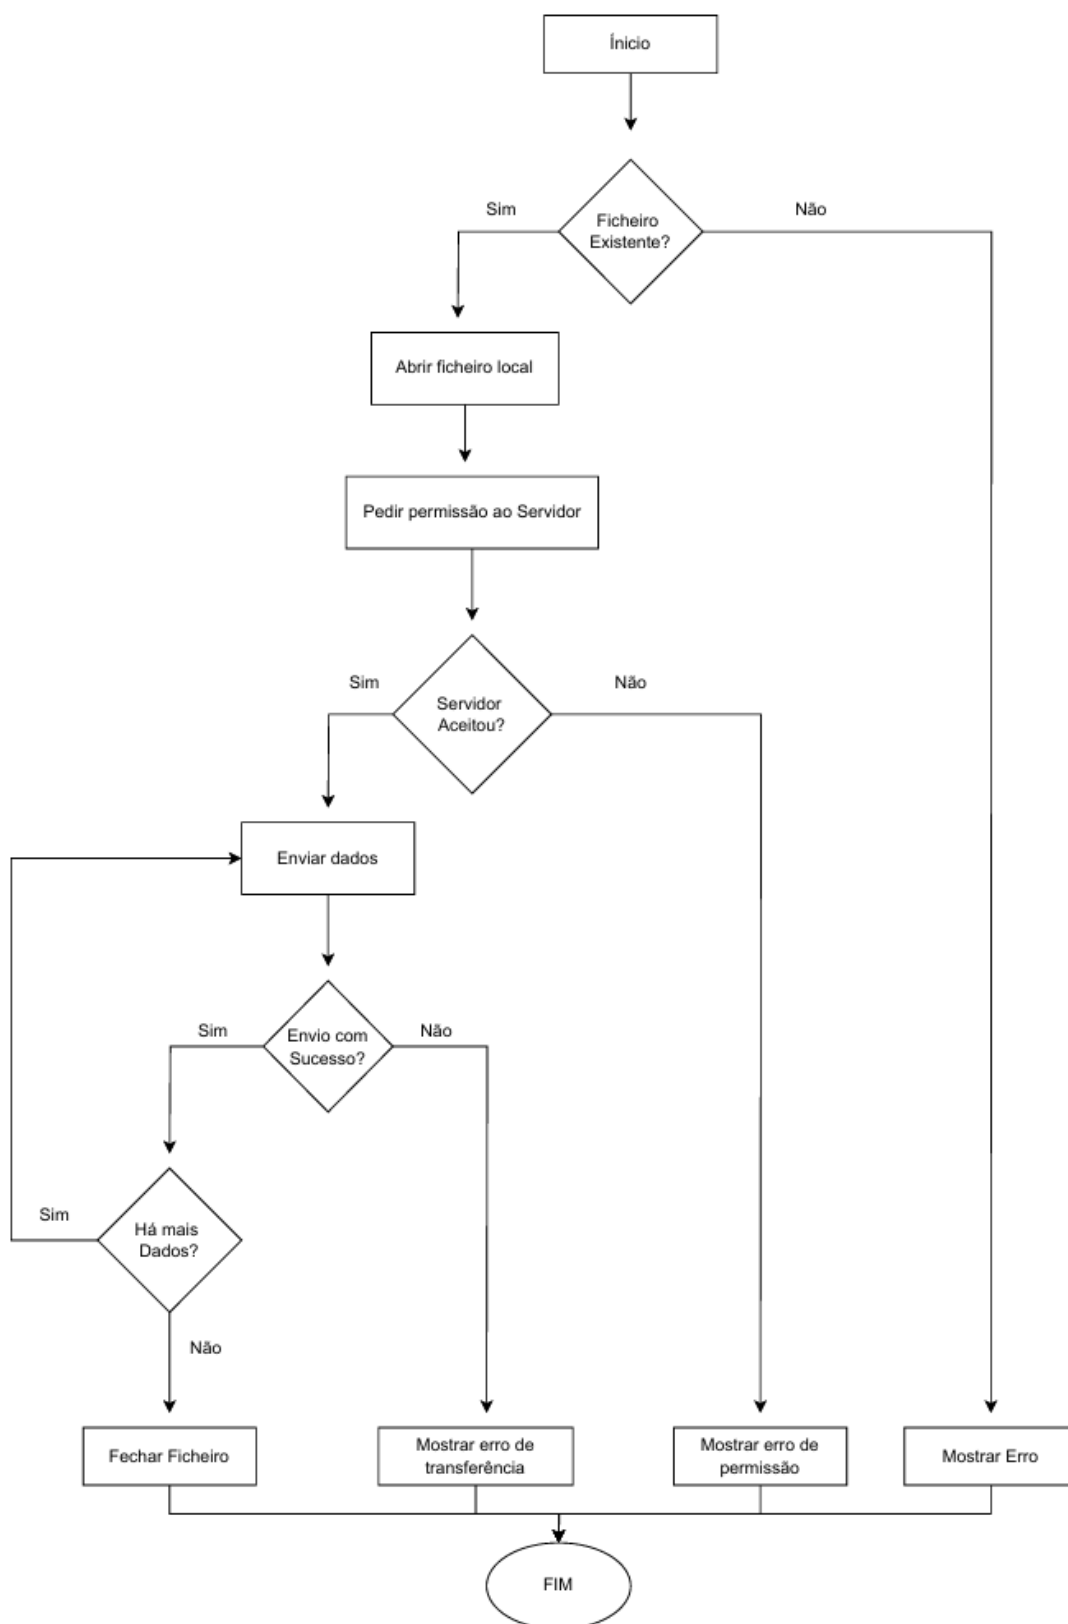 Ínicio
Sim
Não
Ficheiro
Existente?
Abrir ficheiro local
Pedir permissão ao Servidor
Sim
Não
Servidor
Aceitou?
Enviar dados
Sim
Não
Envio com
Sucesso?
Sim
Há mais
Dados?
Não
Fechar Ficheiro
Mostrar erro de
transferência
Mostrar erro de
permissão
Mostrar Erro
FIM